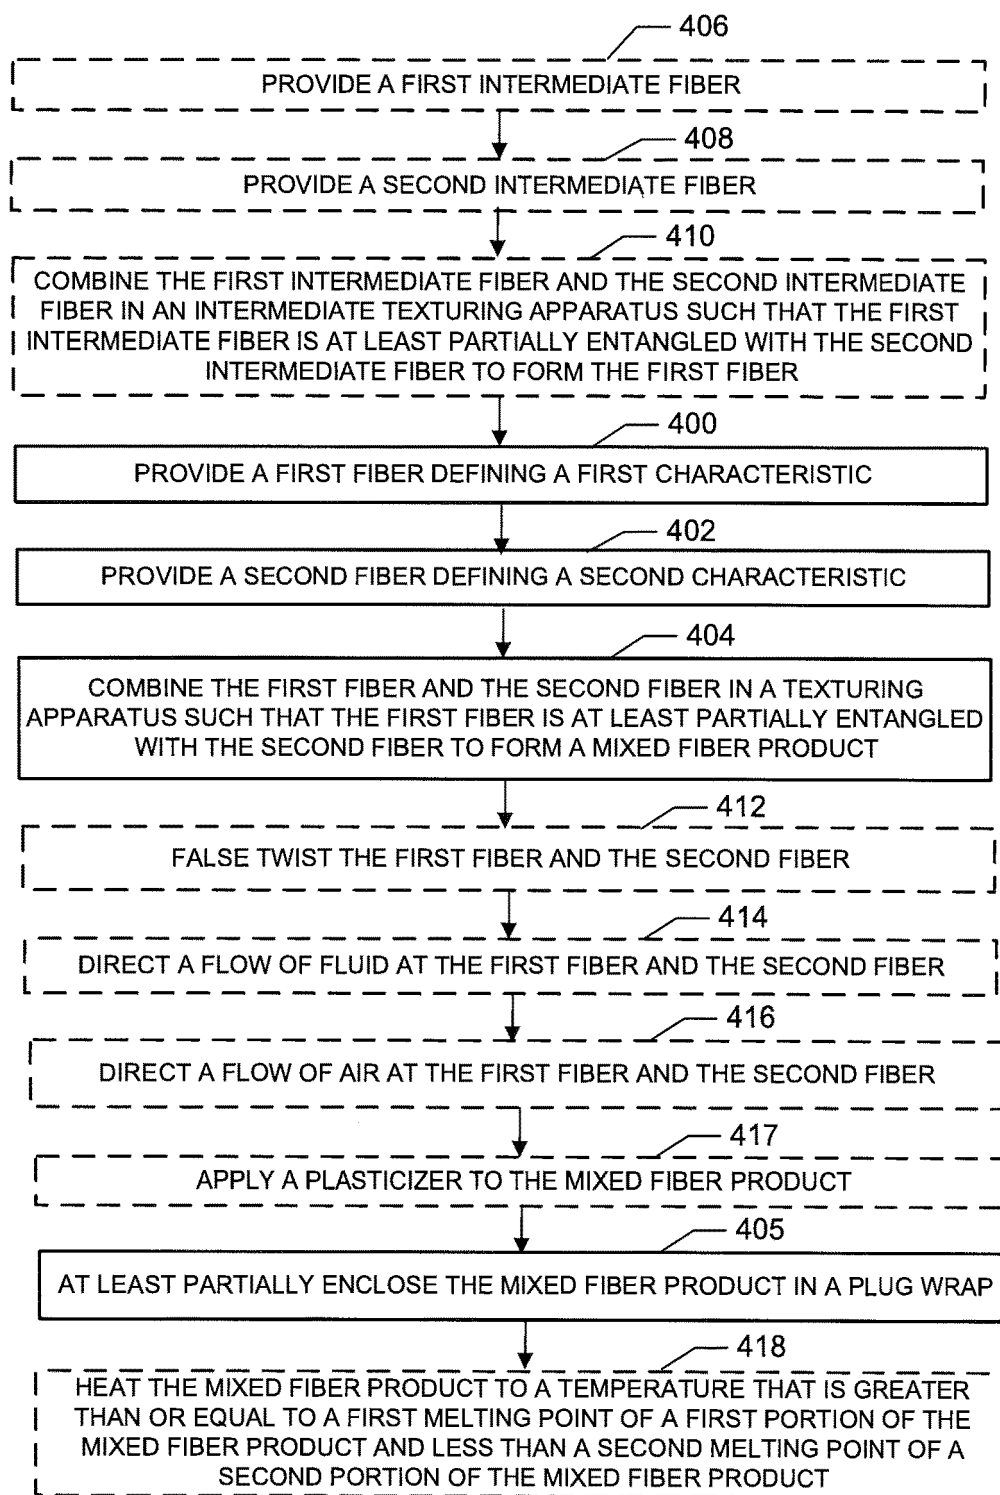 406
PROVIDE A FIRST INTERMEDIATE FIBER
408
PROVIDE A SECOND INTERMEDIATE FIBER
410
COMBINE THE FIRST INTERMEDIATE FIBER AND THE SECOND INTERMEDIATE
FIBER IN AN INTERMEDIATE TEXTURING APPARATUS SUCH THAT THE FIRST
INTERMEDIATE FIBER IS AT LEAST PARTIALLY ENTANGLED WITH THE SECOND
INTERMEDIATE FIBER TO FORM THE FIRST FIBER
400
PROVIDE A FIRST FIBER DEFINING A FIRST CHARACTERISTIC
402
PROVIDE A SECOND FIBER DEFINING A SECOND CHARACTERISTIC
404
COMBINE THE FIRST FIBER AND THE SECOND FIBER IN A TEXTURING
APPARATUS SUCH THAT THE FIRST FIBER IS AT LEAST PARTIALLY ENTANGLED
WITH THE SECOND FIBER TO FORM A MIXED FIBER PRODUCT
412
FALSE TWIST THE FIRST FIBER AND THE SECOND FIBER
414
DIRECT A FLOW OF FLUID AT THE FIRST FIBER AND THE SECOND FIBER
416
DIRECT A FLOW OF AIR AT THE FIRST FIBER AND THE SECOND FIBER
417
APPLY A PLASTICIZER TO THE MIXED FIBER PRODUCT
405
AT LEAST PARTIALLY ENCLOSE THE MIXED FIBER PRODUCT IN A PLUG WRAP
418
HEAT THE MIXED FIBER PRODUCT TO A TEMPERATURE THAT IS GREATER
THAN OR EQUAL TO A FIRST MELTING POINT OF A FIRST PORTION OF THE
MIXED FIBER PRODUCT AND LESS THAN A SECOND MELTING POINT OF A
SECOND PORTION OF THE MIXED FIBER PRODUCT